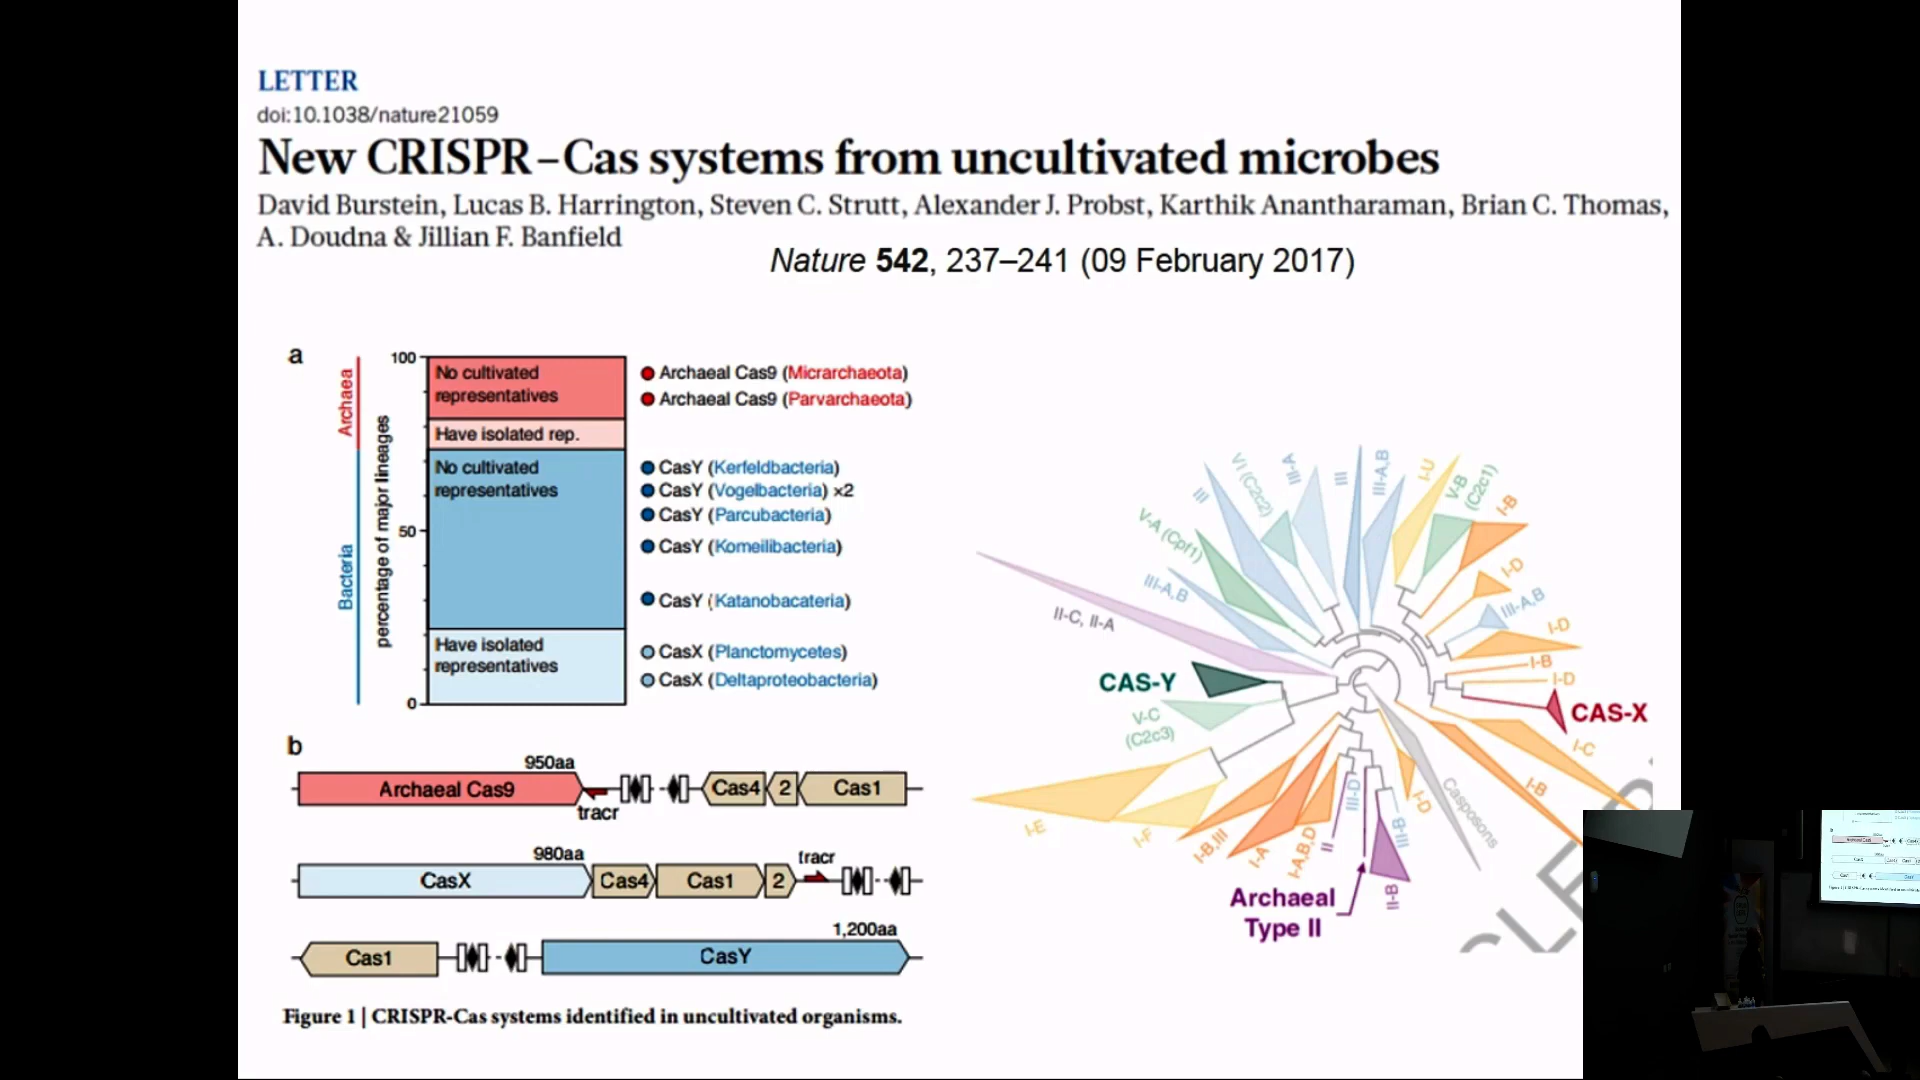 LETTER
doi:10.1038/nature21059
New CRISPR–Cas systems from uncultivated microbes
David Burstein, Lucas B. Harrington, Steven C. Strutt, Alexander J. Probst, Karthik Anantharaman, Brian C. Thomas,
A. Doudna & Jillian F. Banfield
Nature 542, 237–241 (09 February 2017)
a
Archaea
Bacteria
percentage of major lineages
100
50
0
No cultivated
representatives
Have isolated rep.
No cultivated
representatives
Have isolated
representatives
Archaeal Cas9 (Micrarchaeota)
Archaeal Cas9 (Parvarchaeota)
CasY (Kerfeldbacteria)
CasY (Vogelbacteria) x2
CasY (Parcubacteria)
CasY (Komeilibacteria)
CasY (Katanobacateria)
CasX (Planctomycetes)
CasX (Deltaproteobacteria)
b
950aa
Archaeal Cas9
tracr
Cas4
2
Cas1
980aa
CasX
Cas4
Cas1
2
tracr
Cas1
1,200aa
CasY
Figure 1 | CRISPR-Cas systems identified in uncultivated organisms.
II-C, II-A
III-A,B
V-A (Cpf1)
III
VI (C2c2)
III-A
III
III-A,B
I-U
V-B
(C2c1)
I-B
I-D
III-A,B
I-D
I-B
I-D
CAS-X
I-C
I-B
Casposons
I-D
III-B
II-B
III-D
II
Archaeal
Type II
I-A,B,D
I-A
I-B,III
I-F
I-E
V-C
(C2c3)
CAS-Y